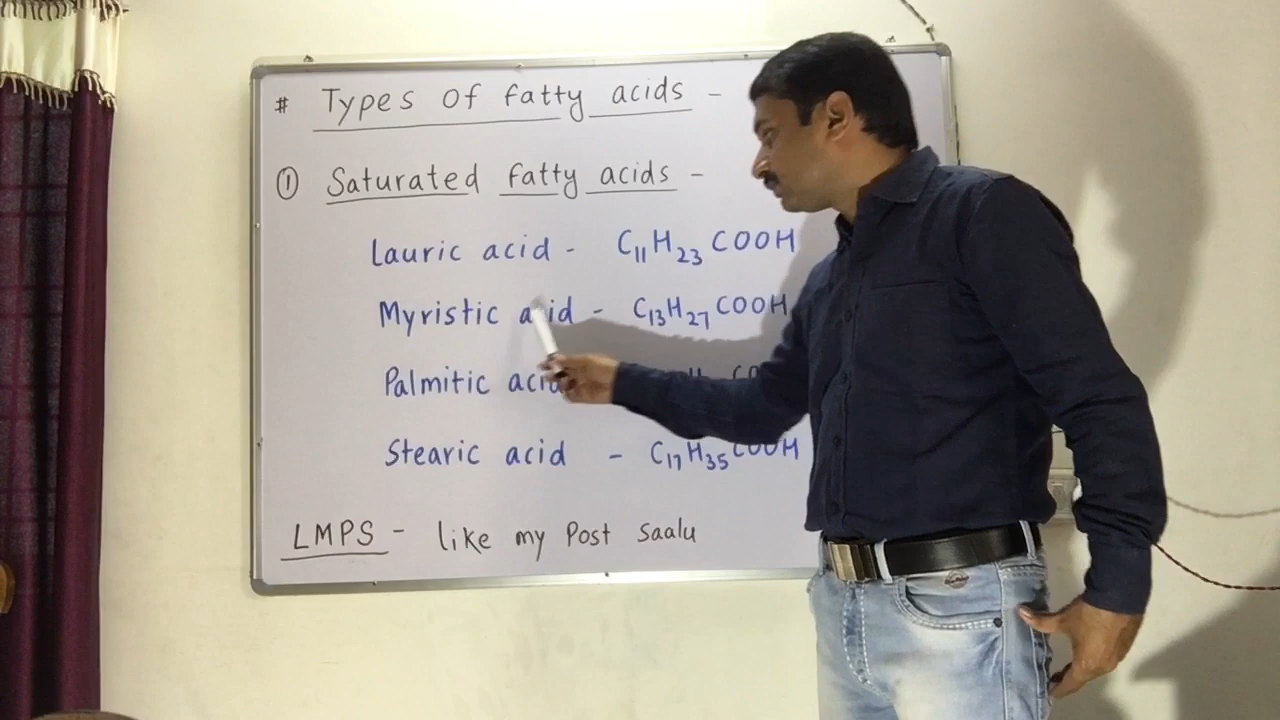 # Types Of fatty acids -
① Saturated fatty acids -
Lauric acid - C₁₁H₂₃COOH
Myristic acid - C₁₃H₂₇COOH
Palmitic acid
Stearic acid - C₁₇H₃₅COOH
LMPS - like my Post Saalu